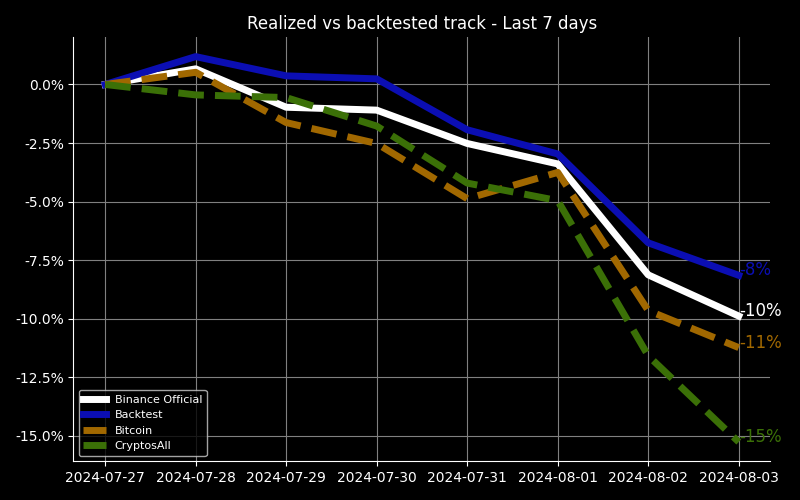 Realized vs backtested track - Last 7 days
0.0%
-2.5%
-5.0%
-7.5%
-10.0%
-12.5%
-15.0%
-8%
-10%
-11%
-15%
Binance Official
Backtest
Bitcoin
CryptosAll
2024-07-27 2024-07-28 2024-07-29 2024-07-30 2024-07-31 2024-08-01 2024-08-02 2024-08-03